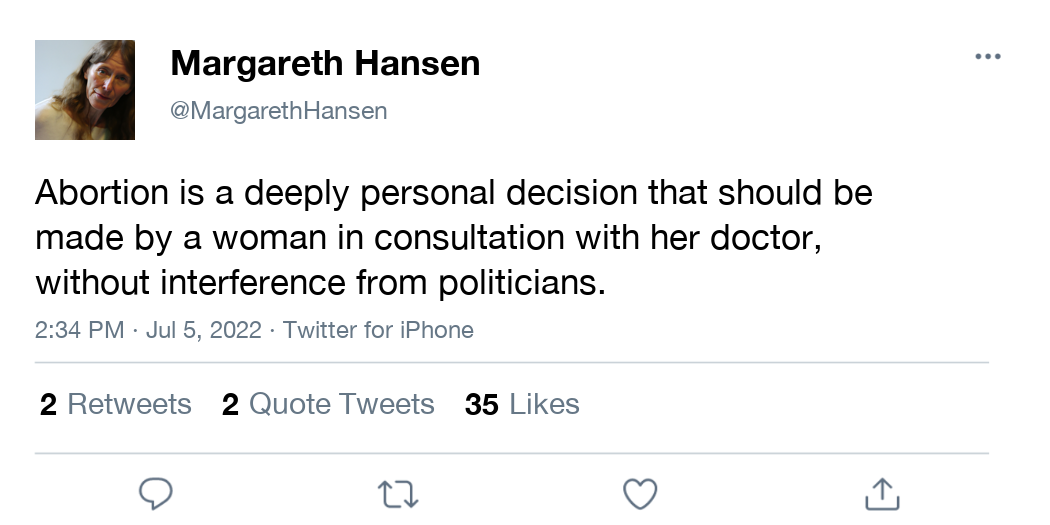 Margareth Hansen
@MargarethHansen
Abortion is a deeply personal decision that should be
made by a woman in consultation with her doctor,
without interference from politicians.
2:34 PM · Jul 5, 2022 · Twitter for iPhone
2 Retweets 2 Quote Tweets 35 Likes